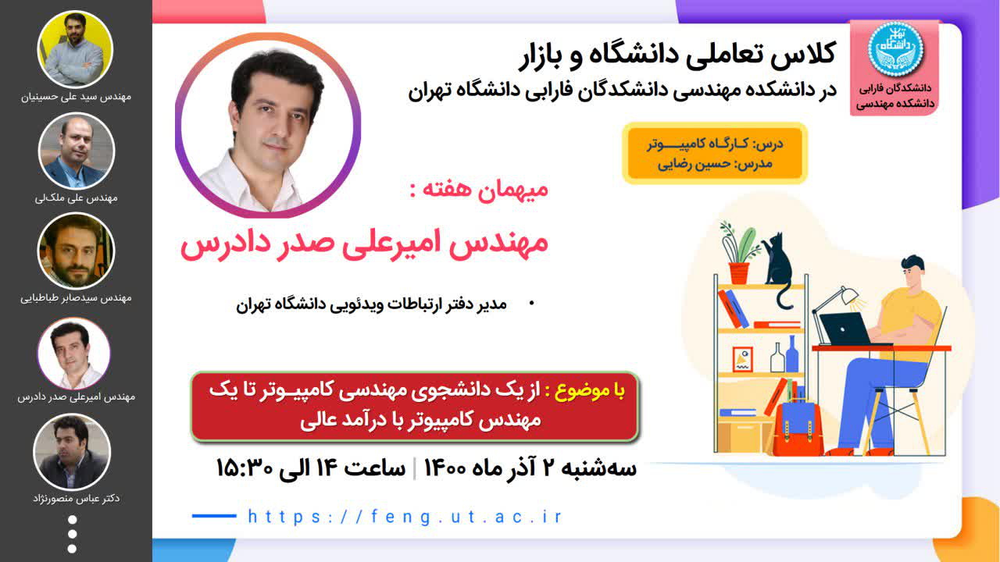 کلاس تعاملی دانشگاه و بازار
در دانشکده مهندسی دانشکدگان فارابی دانشگاه تهران
دانشگاه تهران
دانشکدگان فارابی
دانشکده مهندسی
درس: کـارگـاه کامپیـــوتر
مدرس: حسین رضایی
میهمان هفته :
مهندس امیرعلی صدر دادرس
• مدیر دفتر ارتباطات ویدئویی دانشگاه تهران
با موضوع : از یک دانشجوی مهندسی کامپیـوتر تا یک
مهندس کامپیوتر با درآمد عالی
سه‌شنبه ۲ آذر ماه ۱۴۰۰ | ساعت ۱۴ الی ۱۵:۳۰
https://feng.ut.ac.ir
مهندس سید علی حسینیان
مهندس علی ملک‌لی
مهندس سیدصابر طباطبایی
مهندس امیرعلی صدر دادرس
دکتر عباس منصورنژاد